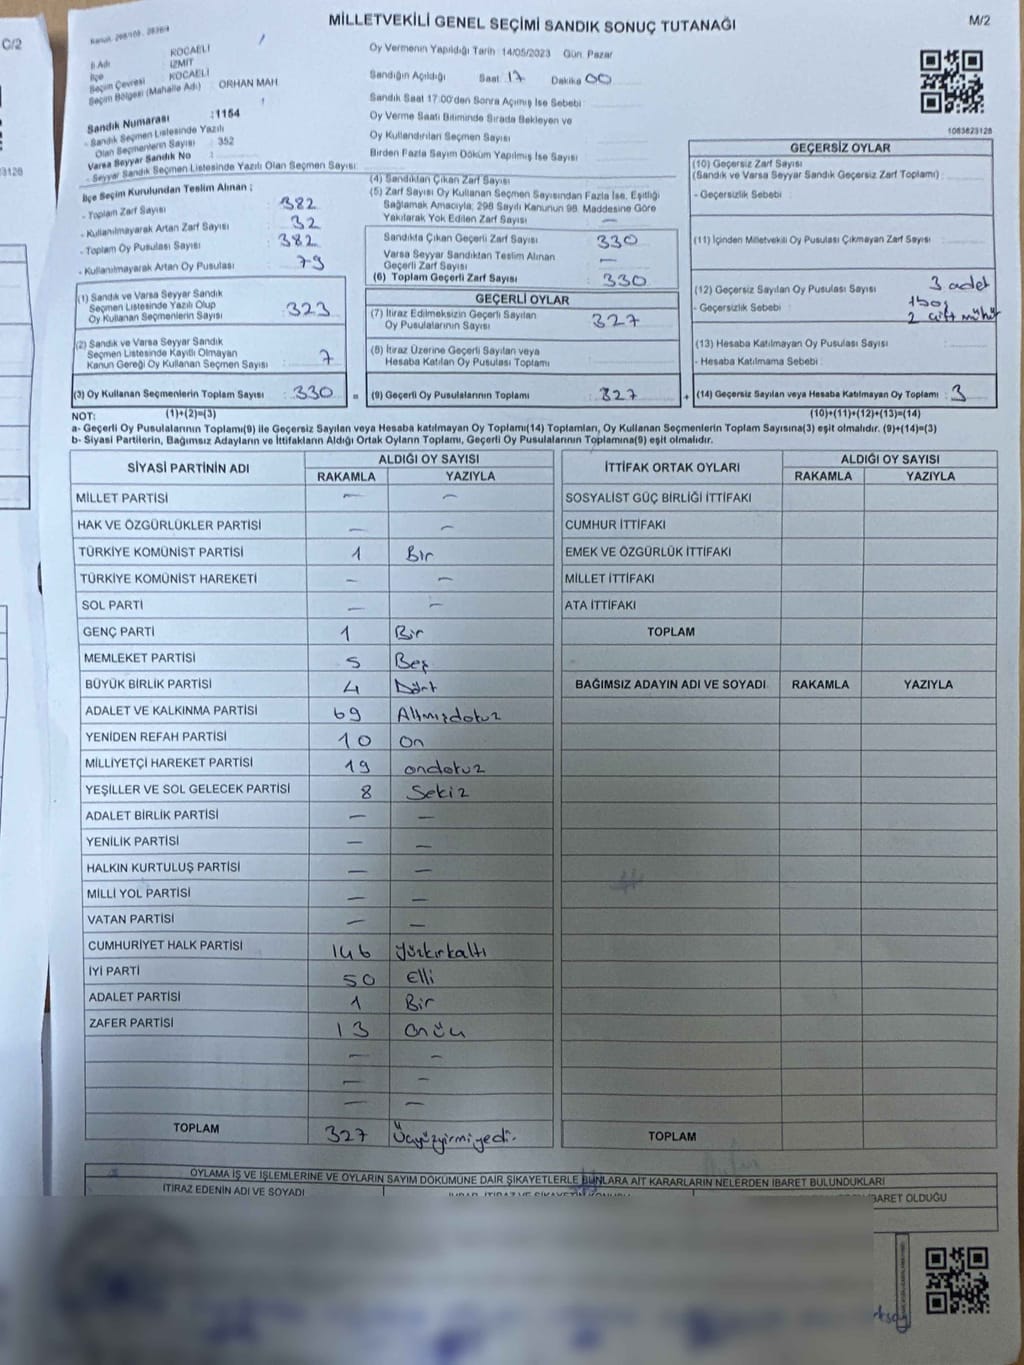 C/2
3126
Kanun: 298/105, 2839/4
MİLLETVEKİLİ GENEL SEÇİMİ SANDIK SONUÇ TUTANAĞI
M/2
İl Adı : KOCAELİ
İlçe : İZMİT
Seçim Çevresi : KOCAELİ
Seçim Bölgesi (Mahalle Adı) : ORHAN MAH
Sandık Numarası : 1154
- Sandık Seçmen Listesinde Yazılı
Olan Seçmenlerin Sayısı : 352
Varsa Seyyar Sandık No :
- Seyyar Sandık Seçmen Listesinde Yazılı Olan Seçmen Sayısı:
Oy Vermenin Yapıldığı Tarih : 14/05/2023 Gün: Pazar
Sandığın Açıldığı Saat: 17 Dakika 00
Sandık Saat 17:00'den Sonra Açılmış İse Sebebi :
Oy Verme Saati Bitiminde Sırada Bekleyen ve
Oy Kullandırılan Seçmen Sayısı
Birden Fazla Sayım Döküm Yapılmış İse Sayısı
1083623126
İlçe Seçim Kurulundan Teslim Alınan ;
- Toplam Zarf Sayısı : 382
- Kullanılmayarak Artan Zarf Sayısı : 32
- Toplam Oy Pusulası Sayısı : 382
- Kullanılmayarak Artan Oy Pusulası : 79
(1) Sandık ve Varsa Seyyar Sandık
Seçmen Listesinde Yazılı Olup
Oy Kullanan Seçmenlerin Sayısı : 323
(2) Sandık ve Varsa Seyyar Sandık
Seçmen Listesinde Kayıtlı Olmayan
Kanun Gereği Oy Kullanan Seçmen Sayısı : 7
(3) Oy Kullanan Seçmenlerin Toplam Sayısı : 330 =
(4) Sandıktan Çıkan Zarf Sayısı
(5) Zarf Sayısı Oy Kullanan Seçmen Sayısından Fazla İse, Eşitliği
Sağlamak Amacıyla; 298 Sayılı Kanunun 98. Maddesine Göre
Yakılarak Yok Edilen Zarf Sayısı —
Sandıkta Çıkan Geçerli Zarf Sayısı 330
Varsa Seyyar Sandıktan Teslim Alınan
Geçerli Zarf Sayısı —
(6) Toplam Geçerli Zarf Sayısı 330
GEÇERLİ OYLAR
(7) İtiraz Edilmeksizin Geçerli Sayılan
Oy Pusulalarının Sayısı 327
(8) İtiraz Üzerine Geçerli Sayılan veya
Hesaba Katılan Oy Pusulası Toplamı
(9) Geçerli Oy Pusulalarının Toplamı : 327 +
GEÇERSİZ OYLAR
(10) Geçersiz Zarf Sayısı
(Sandık ve Varsa Seyyar Sandık Geçersiz Zarf Toplamı) :
- Geçersizlik Sebebi :
(11) İçinden Milletvekili Oy Pusulası Çıkmayan Zarf Sayısı
(12) Geçersiz Sayılan Oy Pusulası Sayısı 3 adet
- Geçersizlik Sebebi : 1 boş
2 çift mühür
(13) Hesaba Katılmayan Oy Pusulası Sayısı
- Hesaba Katılmama Sebebi :
(14) Geçersiz Sayılan veya Hesaba Katılmayan Oy Toplamı : 3
NOT: (1)+(2)=(3) (10)+(11)+(12)+(13)=(14)
a- Geçerli Oy Pusulalarının Toplamı(9) ile Geçersiz Sayılan veya Hesaba katılmayan Oy Toplamı(14) Toplamları, Oy Kullanan Seçmenlerin Toplam Sayısına(3) eşit olmalıdır. (9)+(14)=(3)
b- Siyasi Partilerin, Bağımsız Adayların ve İttifakların Aldığı Ortak Oyların Toplamı, Geçerli Oy Pusulalarının Toplamına(9) eşit olmalıdır.
SİYASİ PARTİNİN ADI ALDIĞI OY SAYISI
RAKAMLA YAZIYLA
MİLLET PARTİSİ — —
HAK VE ÖZGÜRLÜKLER PARTİSİ — —
TÜRKİYE KOMÜNİST PARTİSİ 1 Bir
TÜRKİYE KOMÜNİST HAREKETİ — —
SOL PARTİ — —
GENÇ PARTİ 1 Bir
MEMLEKET PARTİSİ 5 Beş
BÜYÜK BİRLİK PARTİSİ 4 Dört
ADALET VE KALKINMA PARTİSİ 69 Altmışdokuz
YENİDEN REFAH PARTİSİ 10 On
MİLLİYETÇİ HAREKET PARTİSİ 19 ondokuz
YEŞİLLER VE SOL GELECEK PARTİSİ 8 Sekiz
ADALET BİRLİK PARTİSİ — —
YENİLİK PARTİSİ — —
HALKIN KURTULUŞ PARTİSİ — —
MİLLİ YOL PARTİSİ — —
VATAN PARTİSİ — —
CUMHURİYET HALK PARTİSİ 146 Yüzkırkaltı
İYİ PARTİ 50 Elli
ADALET PARTİSİ 1 Bir
ZAFER PARTİSİ 13 Onüç
— —
— —
— —
TOPLAM 327 Üçyüzyirmiyedi.
İTTİFAK ORTAK OYLARI ALDIĞI OY SAYISI
RAKAMLA YAZIYLA
SOSYALİST GÜÇ BİRLİĞİ İTTİFAKI
CUMHUR İTTİFAKI
EMEK VE ÖZGÜRLÜK İTTİFAKI
MİLLET İTTİFAKI
ATA İTTİFAKI
TOPLAM
BAĞIMSIZ ADAYIN ADI VE SOYADI RAKAMLA YAZIYLA
TOPLAM
OYLAMA İŞ VE İŞLEMLERİNE VE OYLARIN SAYIM DÖKÜMÜNE DAİR ŞİKAYETLERLE BUNLARA AİT KARARLARIN NELERDEN İBARET BULUNDUKLARI
İTİRAZ EDENİN ADI VE SOYADI
İBARET OLDUĞU